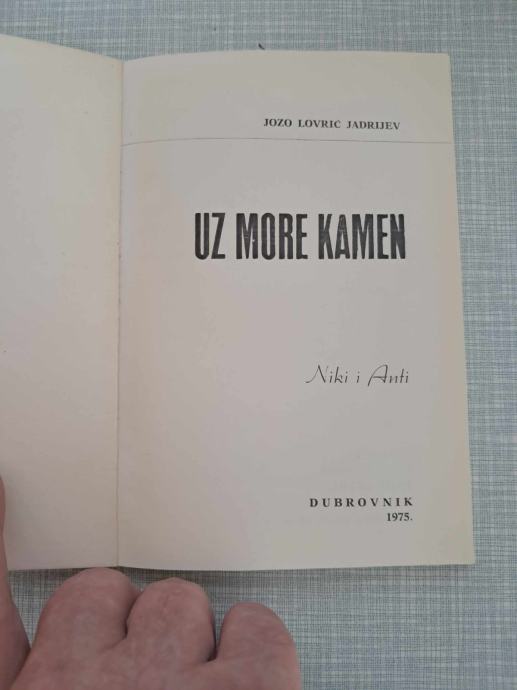 JOZO LOVRIĆ JADRIJEV
UZ MORE KAMEN
Niki i Anti
DUBROVNIK
1975.